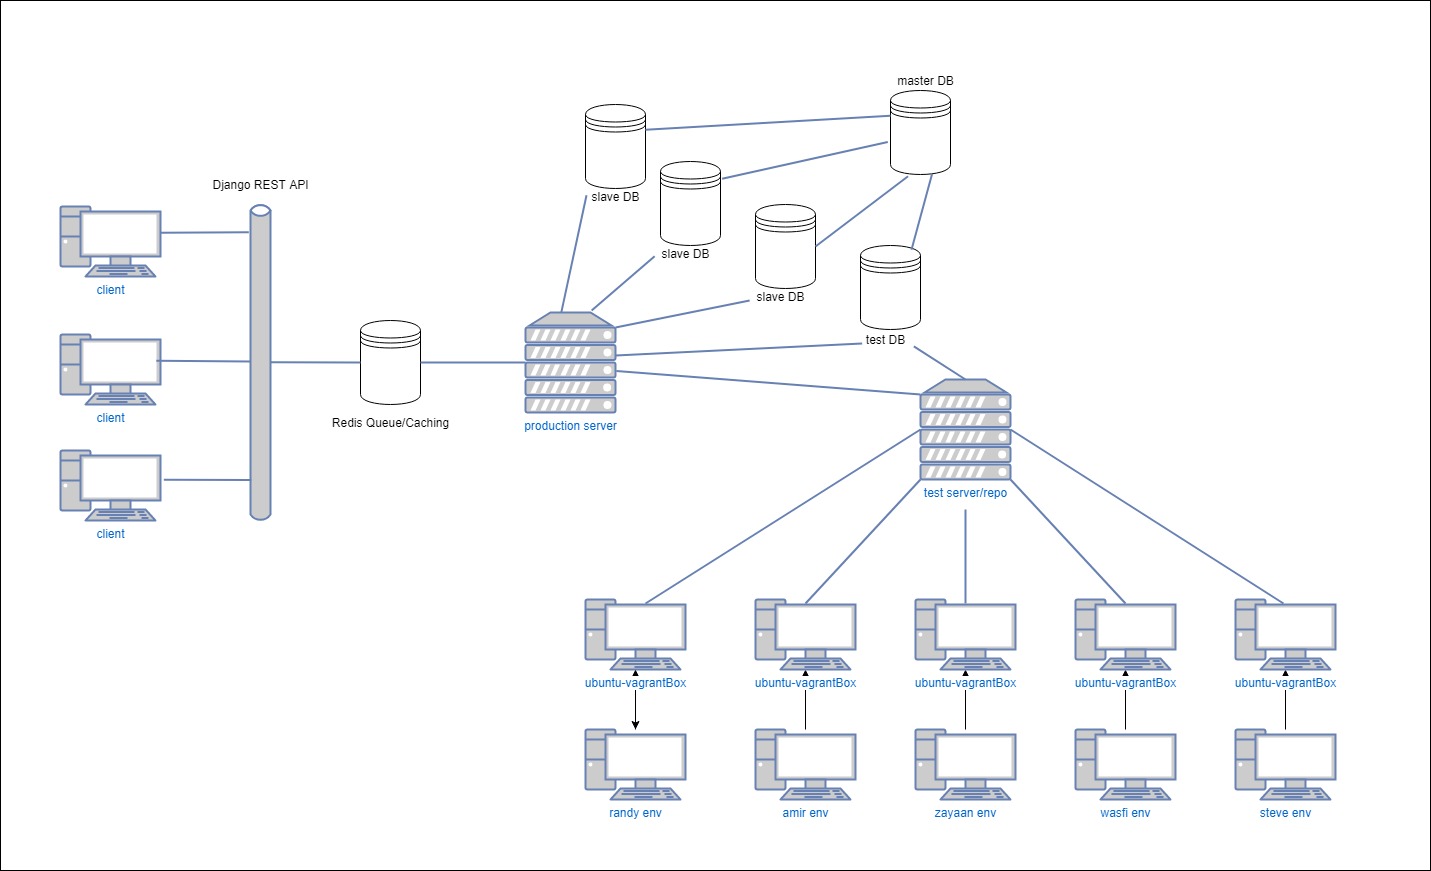 master DB
slave DB
Django REST API
slave DB
client
slave DB
test DB
client
Redis Queue/Caching
production server
test server/repo
client
ubuntu-vagrantBox
ubuntu-vagrantBox
ubuntu-vagrantBox
ubuntu-vagrantBox
ubuntu-vagrantBox
randy env
amir env
zayaan env
wasfi env
steve env